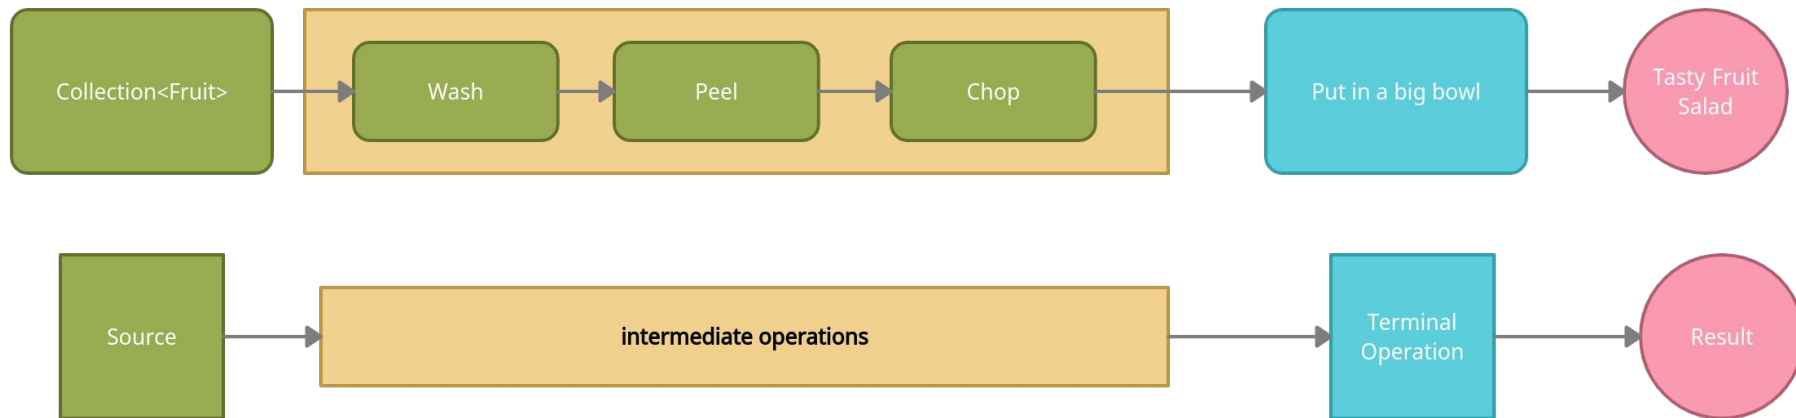 Collection<Fruit>
Wash
Peel
Chop
Put in a big bowl
Tasty Fruit
Salad
Source
intermediate operations
Terminal
Operation
Result